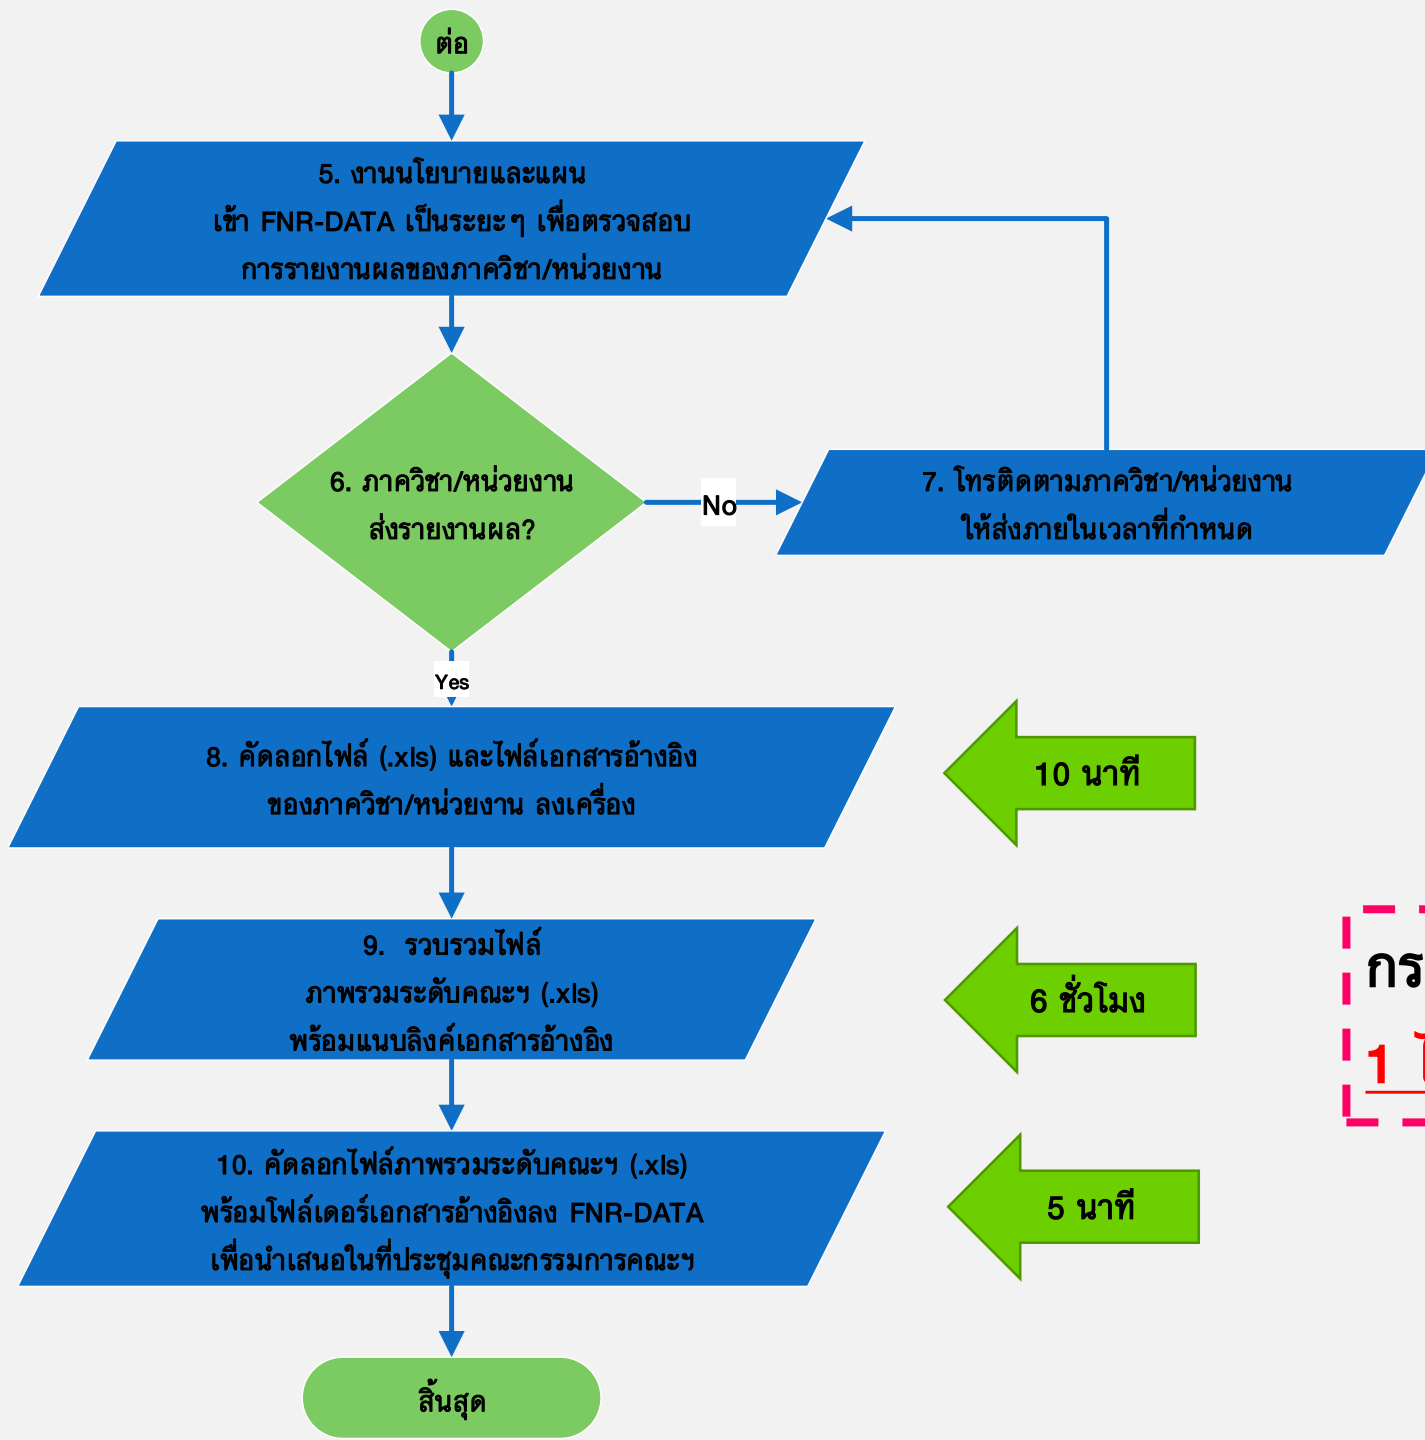 ต่อ
5. งานนโยบายและแผน
เข้า FNR-DATA เป็นระยะๆ เพื่อตรวจสอบ
การรายงานผลของภาควิชา/หน่วยงาน
6. ภาควิชา/หน่วยงาน
ส่งรายงานผล?
No
7. โทรติดตามภาควิชา/หน่วยงาน
ให้ส่งภายในเวลาที่กำหนด
Yes
8. คัดลอกไฟล์ (.xls) และไฟล์เอกสารอ้างอิง
ของภาควิชา/หน่วยงาน ลงเครื่อง
10 นาที
9. รวบรวมไฟล์
ภาพรวมระดับคณะฯ (.xls)
พร้อมแนบลิงค์เอกสารอ้างอิง
6 ชั่วโมง
กร
1
10. คัดลอกไฟล์ภาพรวมระดับคณะฯ (.xls)
พร้อมโฟล์เดอร์เอกสารอ้างอิงลง FNR-DATA
เพื่อนำเสนอในที่ประชุมคณะกรรมการคณะฯ
5 นาที
สิ้นสุด